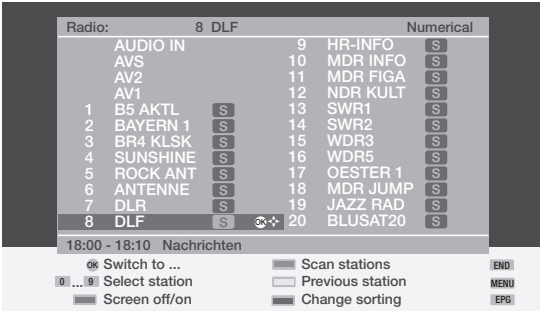 Radio: 8 DLF Numerical
AUDIO IN
AVS
AV2
AV1
1 B5 AKTL S
2 BAYERN 1 S
3 BR4 KLSK S
4 SUNSHINE S
5 ROCK ANT S
6 ANTENNE S
7 DLR S
8 DLF S OK
9 HR-INFO S
10 MDR INFO S
11 MDR FIGA S
12 NDR KULT S
13 SWR1 S
14 SWR2 S
15 WDR3 S
16 WDR5 S
17 OESTER 1 S
18 MDR JUMP S
19 JAZZ RAD S
20 BLUSAT20 S
18:00 - 18:10 Nachrichten
OK Switch to ... Scan stations END
0 ... 9 Select station Previous station MENU
Screen off/on Change sorting EPG